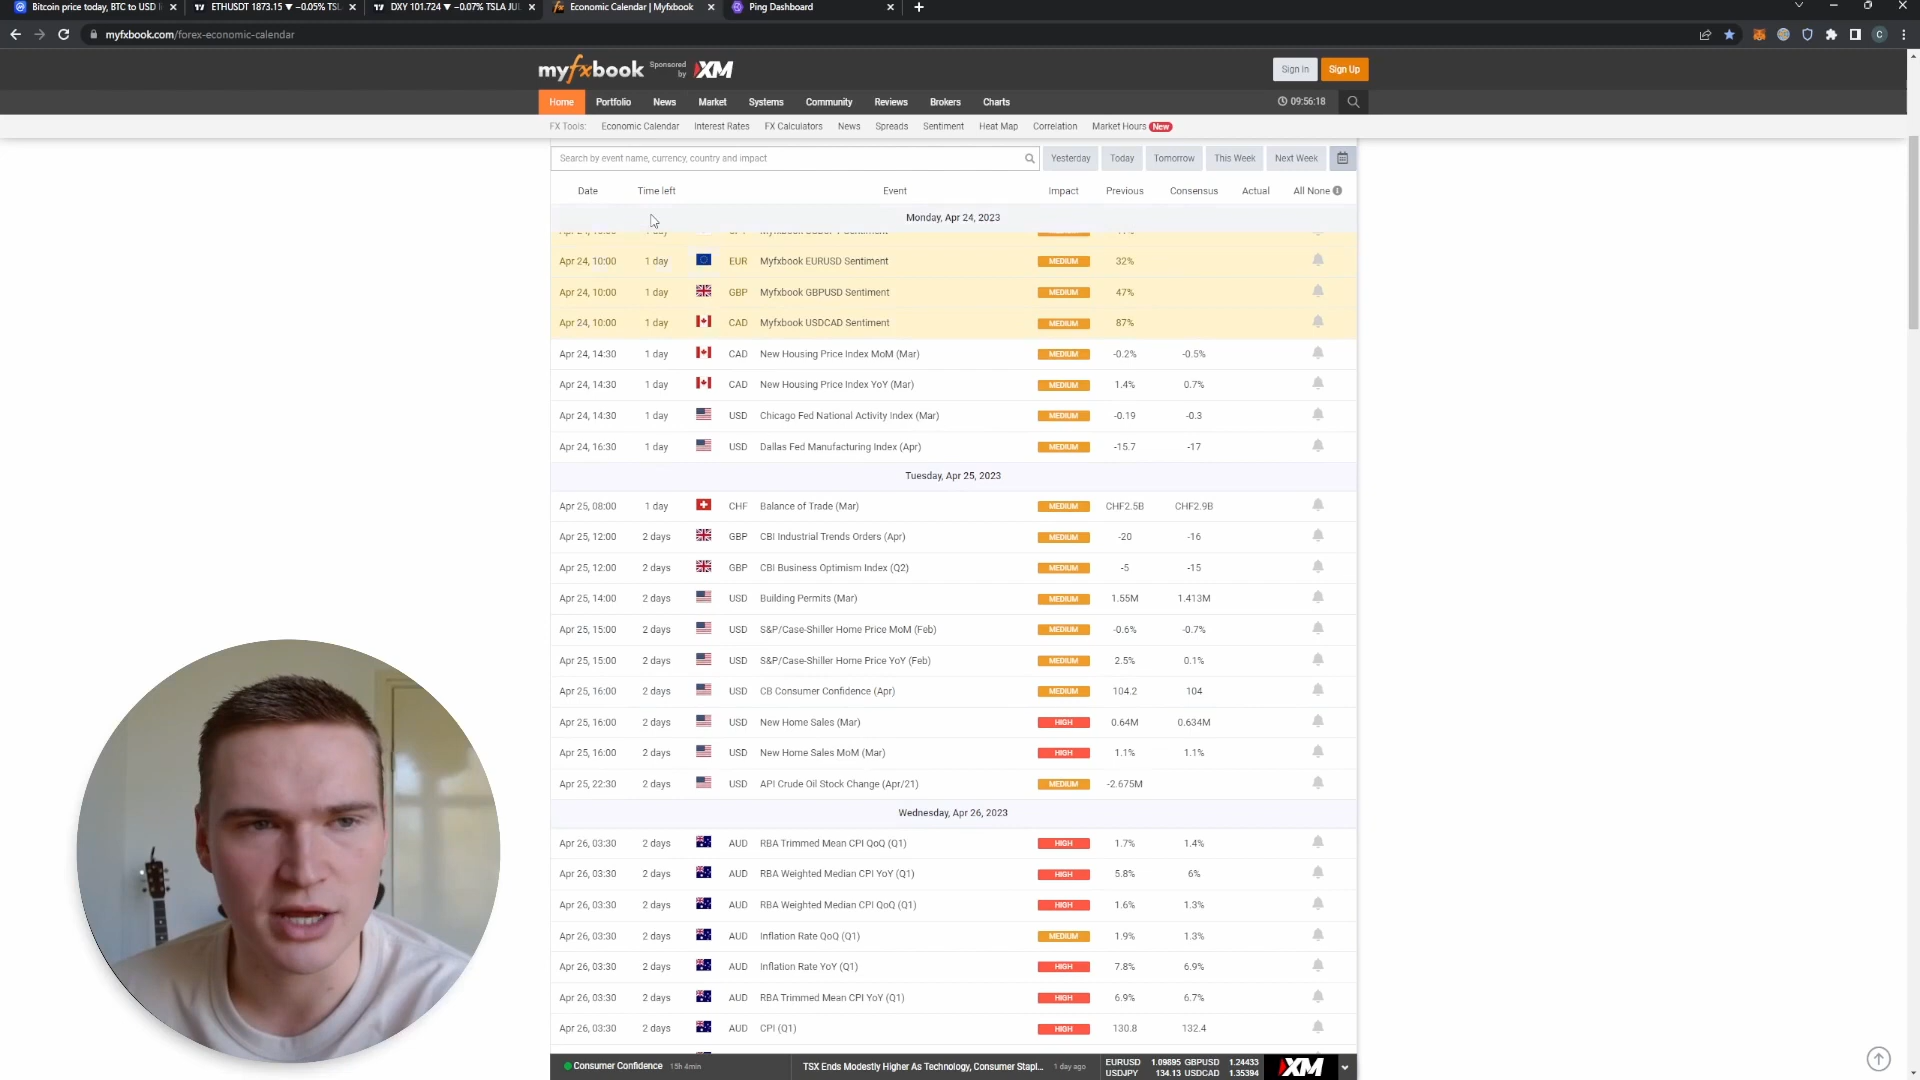 Bitcoin price today, BTC to USD l
ETHUSDT 1873.15 ▼ −0.05% TSL
DXY 101.724 ▼ −0.07% TSLA JUL
Economic Calendar | Myfxbook
Ping Dashboard
myfxbook.com/forex-economic-calendar
C
myfxbook Sponsored by XM
Sign In Sign Up
Home Portfolio News Market Systems Community Reviews Brokers Charts 09:56:18
FX Tools: Economic Calendar Interest Rates FX Calculators News Spreads Sentiment Heat Map Correlation Market Hours New
Search by event name, currency, country and impact Yesterday Today Tomorrow This Week Next Week
Date Time left Event Impact Previous Consensus Actual All None
Monday, Apr 24, 2023
Apr 24, 10:00 1 day EUR Myfxbook EURUSD Sentiment MEDIUM 32%
Apr 24, 10:00 1 day GBP Myfxbook GBPUSD Sentiment MEDIUM 47%
Apr 24, 10:00 1 day CAD Myfxbook USDCAD Sentiment MEDIUM 87%
Apr 24, 14:30 1 day CAD New Housing Price Index MoM (Mar) MEDIUM -0.2% -0.5%
Apr 24, 14:30 1 day CAD New Housing Price Index YoY (Mar) MEDIUM 1.4% 0.7%
Apr 24, 14:30 1 day USD Chicago Fed National Activity Index (Mar) MEDIUM -0.19 -0.3
Apr 24, 16:30 1 day USD Dallas Fed Manufacturing Index (Apr) MEDIUM -15.7 -17
Tuesday, Apr 25, 2023
Apr 25, 08:00 1 day CHF Balance of Trade (Mar) MEDIUM CHF2.5B CHF2.9B
Apr 25, 12:00 2 days GBP CBI Industrial Trends Orders (Apr) MEDIUM -20 -16
Apr 25, 12:00 2 days GBP CBI Business Optimism Index (Q2) MEDIUM -5 -15
Apr 25, 14:00 2 days USD Building Permits (Mar) MEDIUM 1.55M 1.413M
Apr 25, 15:00 2 days USD S&P/Case-Shiller Home Price MoM (Feb) MEDIUM -0.6% -0.7%
Apr 25, 15:00 2 days USD S&P/Case-Shiller Home Price YoY (Feb) MEDIUM 2.5% 0.1%
Apr 25, 16:00 2 days USD CB Consumer Confidence (Apr) MEDIUM 104.2 104
Apr 25, 16:00 2 days USD New Home Sales (Mar) HIGH 0.64M 0.634M
Apr 25, 16:00 2 days USD New Home Sales MoM (Mar) HIGH 1.1% 1.1%
Apr 25, 22:30 2 days USD API Crude Oil Stock Change (Apr/21) MEDIUM -2.675M
Wednesday, Apr 26, 2023
Apr 26, 03:30 2 days AUD RBA Trimmed Mean CPI QoQ (Q1) HIGH 1.7% 1.4%
Apr 26, 03:30 2 days AUD RBA Weighted Median CPI YoY (Q1) HIGH 5.8% 6%
Apr 26, 03:30 2 days AUD RBA Weighted Median CPI QoQ (Q1) HIGH 1.6% 1.3%
Apr 26, 03:30 2 days AUD Inflation Rate QoQ (Q1) MEDIUM 1.9% 1.3%
Apr 26, 03:30 2 days AUD Inflation Rate YoY (Q1) HIGH 7.8% 6.9%
Apr 26, 03:30 2 days AUD RBA Trimmed Mean CPI YoY (Q1) HIGH 6.9% 6.7%
Apr 26, 03:30 2 days AUD CPI (Q1) HIGH 130.8 132.4
Consumer Confidence 15h 4min TSX Ends Modestly Higher As Technology, Consumer Stapl... 1 day ago EURUSD 1.09895 GBPUSD 1.24433 XM
USDJPY 134.13 USDCAD 1.35394